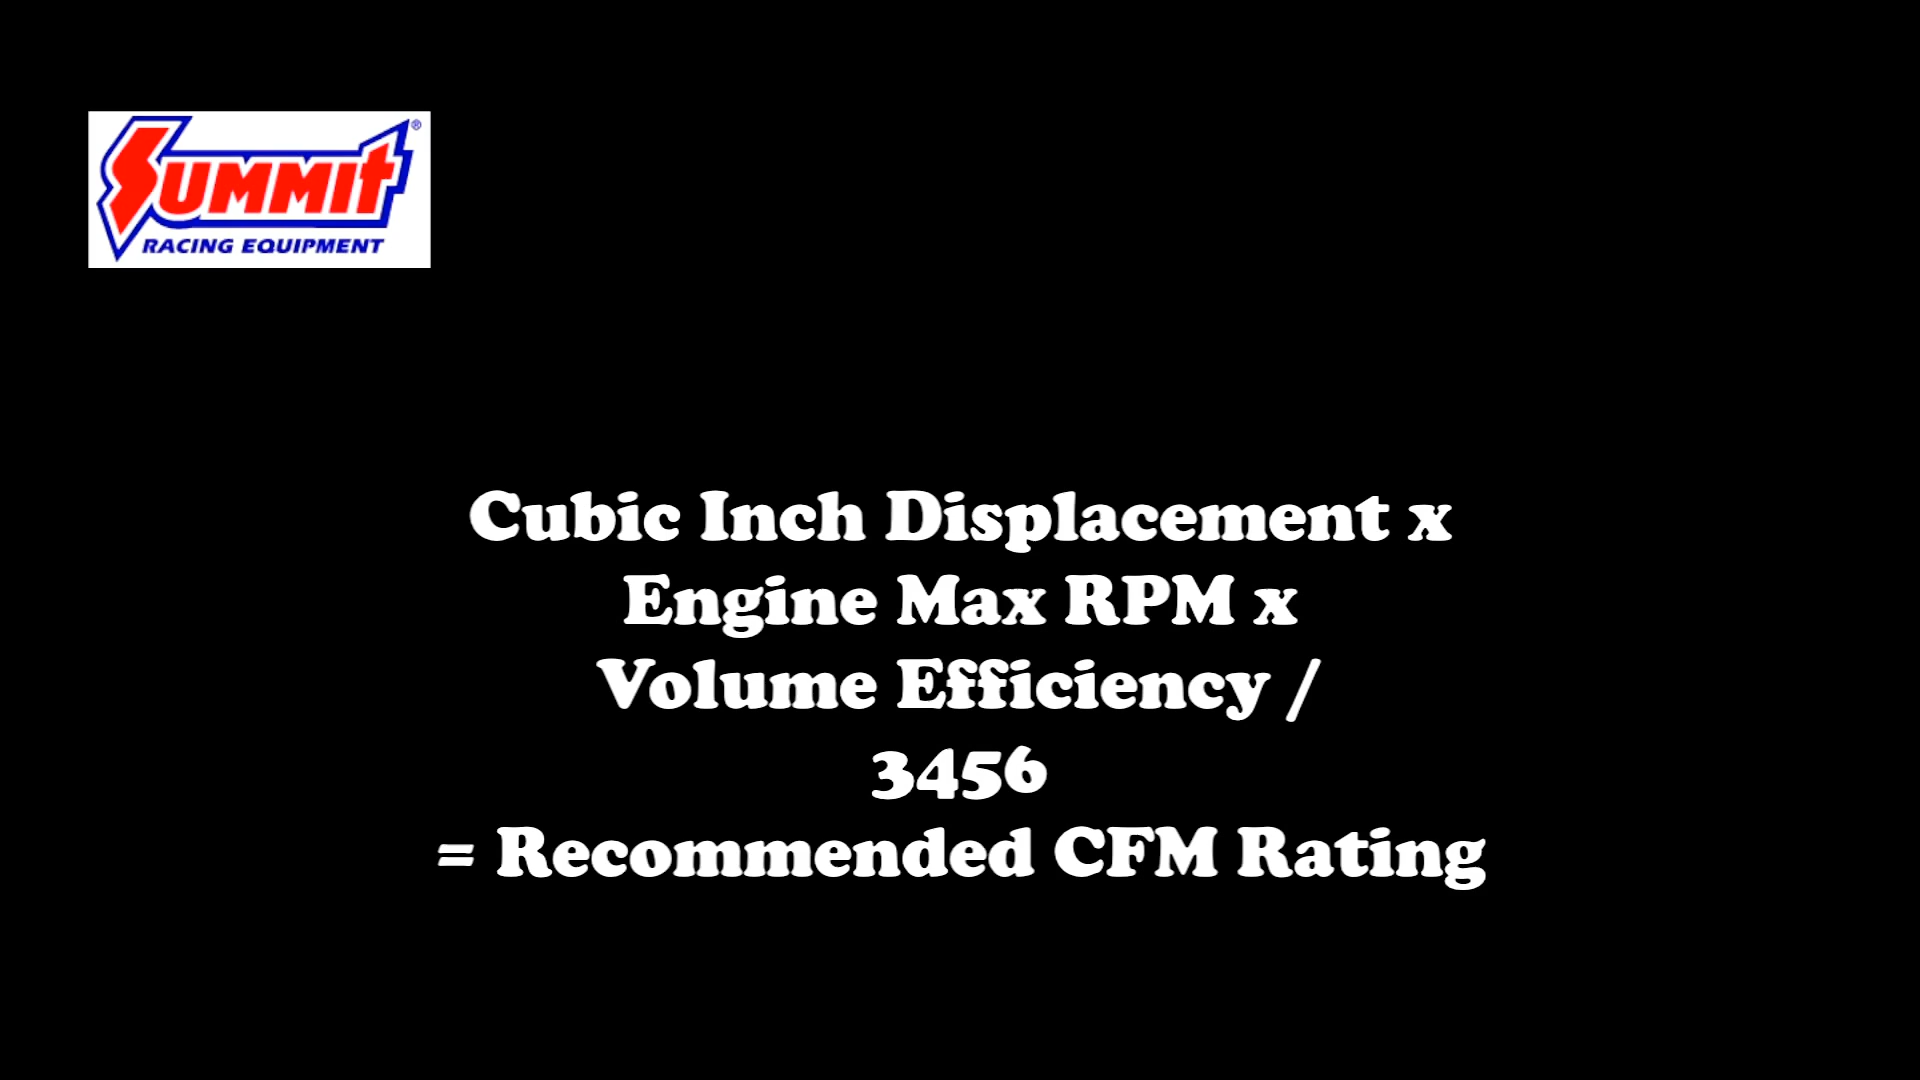 Summit®
RACING EQUIPMENT
Cubic Inch Displacement x
Engine Max RPM x
Volume Efficiency /
3456
= Recommended CFM Rating